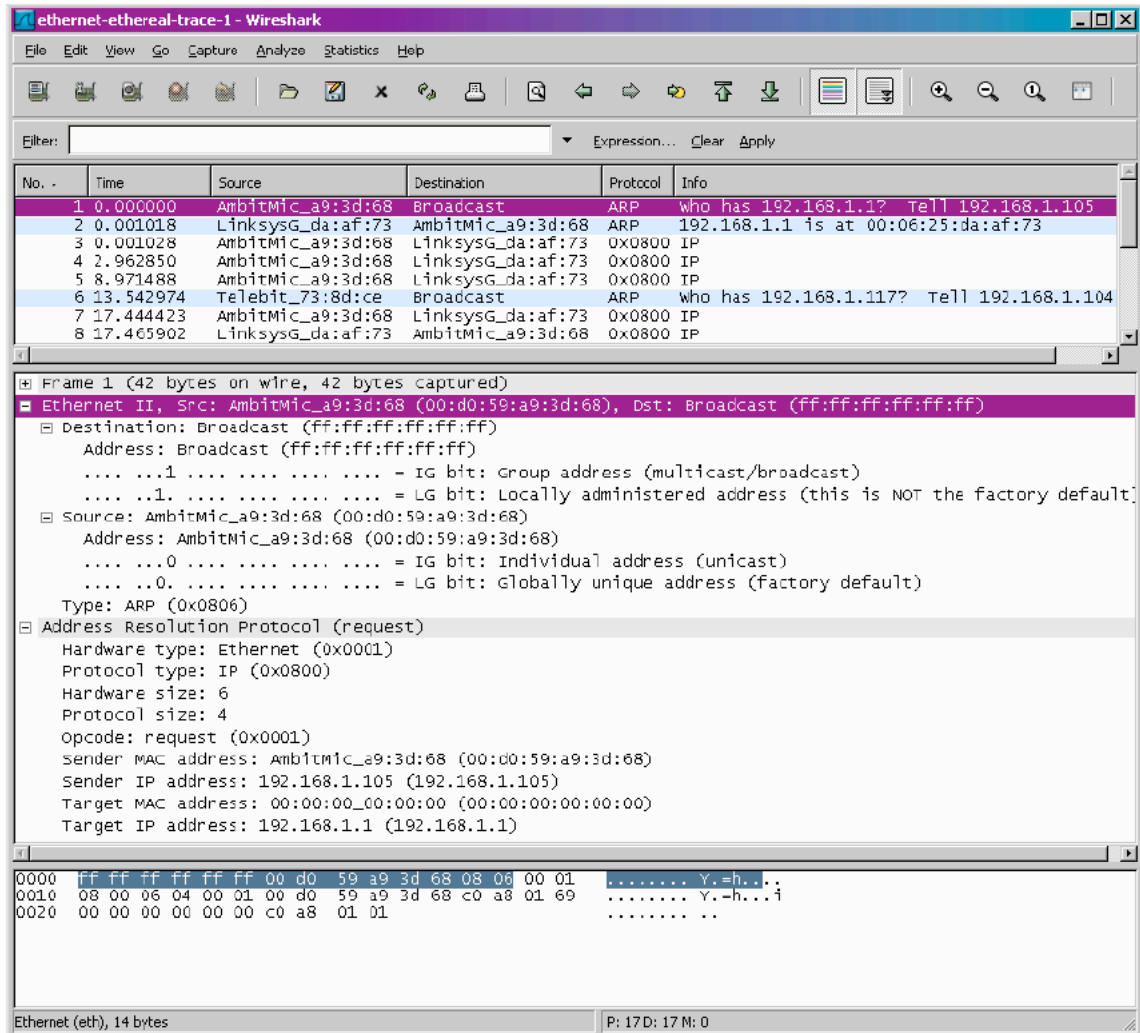 ethernet-ethereal-trace-1 - Wireshark
File Edit View Go Capture Analyze Statistics Help
Filter: Expression... Clear Apply
No. - Time Source Destination Protocol Info
1 0.000000 AmbitMic_a9:3d:68 Broadcast ARP Who has 192.168.1.1? Tell 192.168.1.105
2 0.001018 LinksysG_da:af:73 AmbitMic_a9:3d:68 ARP 192.168.1.1 is at 00:06:25:da:af:73
3 0.001028 AmbitMic_a9:3d:68 LinksysG_da:af:73 0x0800 IP
4 2.962850 AmbitMic_a9:3d:68 LinksysG_da:af:73 0x0800 IP
5 8.971488 AmbitMic_a9:3d:68 LinksysG_da:af:73 0x0800 IP
6 13.542974 Telebit_73:8d:ce Broadcast ARP Who has 192.168.1.117? Tell 192.168.1.104
7 17.444423 AmbitMic_a9:3d:68 LinksysG_da:af:73 0x0800 IP
8 17.465902 LinksysG_da:af:73 AmbitMic_a9:3d:68 0x0800 IP
Frame 1 (42 bytes on wire, 42 bytes captured)
Ethernet II, Src: AmbitMic_a9:3d:68 (00:d0:59:a9:3d:68), Dst: Broadcast (ff:ff:ff:ff:ff:ff)
Destination: Broadcast (ff:ff:ff:ff:ff:ff)
Address: Broadcast (ff:ff:ff:ff:ff:ff)
.... ...1 .... .... .... .... = IG bit: Group address (multicast/broadcast)
.... ..1. .... .... .... .... = LG bit: Locally administered address (this is NOT the factory default)
Source: AmbitMic_a9:3d:68 (00:d0:59:a9:3d:68)
Address: AmbitMic_a9:3d:68 (00:d0:59:a9:3d:68)
.... ...0 .... .... .... .... = IG bit: Individual address (unicast)
.... ..0. .... .... .... .... = LG bit: Globally unique address (factory default)
Type: ARP (0x0806)
Address Resolution Protocol (request)
Hardware type: Ethernet (0x0001)
Protocol type: IP (0x0800)
Hardware size: 6
Protocol size: 4
Opcode: request (0x0001)
Sender MAC address: AmbitMic_a9:3d:68 (00:d0:59:a9:3d:68)
Sender IP address: 192.168.1.105 (192.168.1.105)
Target MAC address: 00:00:00_00:00:00 (00:00:00:00:00:00)
Target IP address: 192.168.1.1 (192.168.1.1)
0000 ff ff ff ff ff ff 00 d0 59 a9 3d 68 08 06 00 01 ........ Y.=h....
0010 08 00 06 04 00 01 00 d0 59 a9 3d 68 c0 a8 01 69 ........ Y.=h...i
0020 00 00 00 00 00 00 c0 a8 01 01 ........ ..
Ethernet (eth), 14 bytes P: 17 D: 17 M: 0